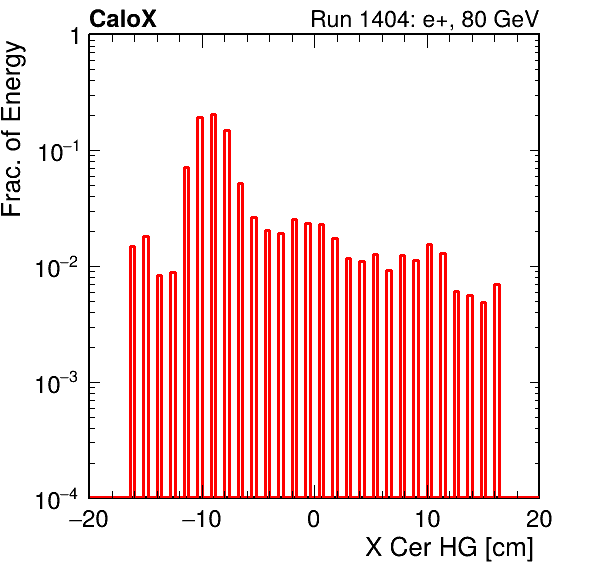 CaloX Run 1404: e+, 80 GeV
Frac. of Energy
1
10⁻¹
10⁻²
10⁻³
10⁻⁴
−20 −10 0 10 20
X Cer HG [cm]